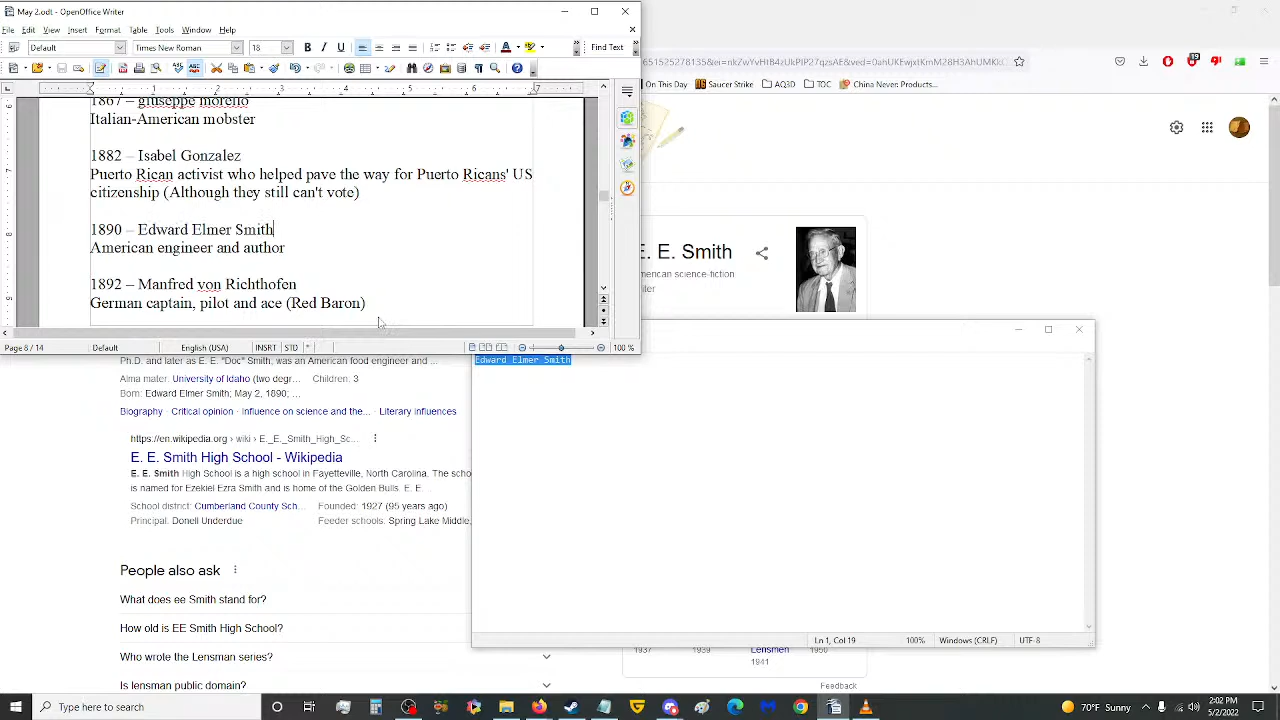 May 2.odt - OpenOffice Writer
File Edit View Insert Format Table Tools Window Help
Default Times New Roman 18 Find Text
1867 – giuseppe moreno
Italian-American mobster
1882 – Isabel Gonzalez
Puerto Rican activist who helped pave the way for Puerto Ricans' US
citizenship (Although they still can't vote)
1890 – Edward Elmer Smith
American engineer and author
1892 – Manfred von Richthofen
German captain, pilot and ace (Red Baron)
Page 8 / 14 Default English (USA) INSRT STD * 100 %
On This Day Saucer Strike AQ3D TDC China Never Products...
E. E. Smith
American science-fiction
Edward Elmer Smith
Ln 1, Col 19 100% Windows (CRLF) UTF-8
Ph.D. and later as E. E. "Doc" Smith, was an American food engineer and ...
Alma mater: University of Idaho (two degr... Children: 3
Born: Edward Elmer Smith; May 2, 1890; ...
Biography · Critical opinion · Influence on science and the... · Literary influences
https://en.wikipedia.org › wiki › E._E._Smith_High_Sc...
E. E. Smith High School - Wikipedia
E. E. Smith High School is a high school in Fayetteville, North Carolina. The scho
is named for Ezekiel Ezra Smith and is home of the Golden Bulls. E. E.
School district: Cumberland County Sch... Founded: 1927 (95 years ago)
Principal: Donell Underdue Feeder schools: Spring Lake Middle,
People also ask
What does ee Smith stand for?
How old is EE Smith High School?
Who wrote the Lensman series?
Is lensman public domain?
1937 1939 Lensmen 1950
1941
Feedback
Type here to search
70°F Sunny
2:02 PM
5/2/2022